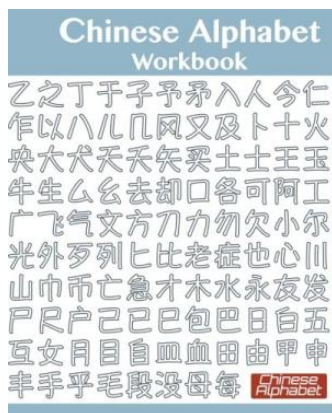 Chinese Alphabet
Workbook
乙之丁于子予矛入人今仁
乍以八儿几风又及卜十火
央大犬天夭矢买土士王玉
牛生么幺去却口各可阿工
广飞气文方刀力勿欠小尔
光外歹列匕比老症也心川
山巾币亡急才木水永友发
尸尺户己已巳包巴日白五
互女月目自皿血田由甲申
丰手乎毛段没母每
Chinese
Alphabet